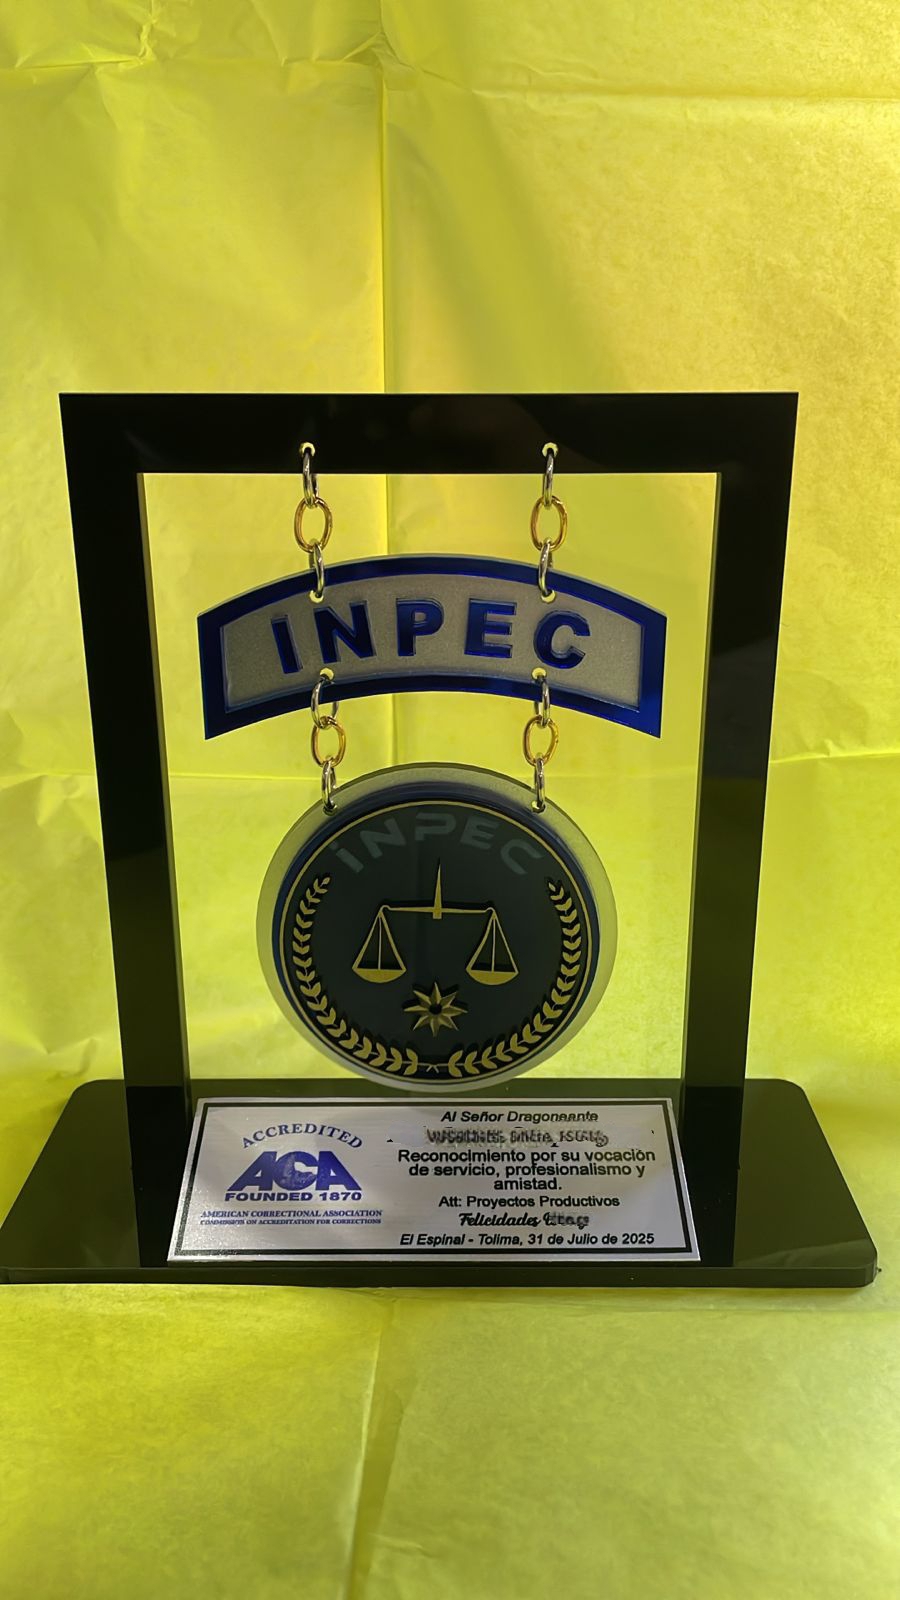 INPEC
INPEC
ACCREDITED
ACA
FOUNDED 1870
AMERICAN CORRECTIONAL ASSOCIATION
COMMISSION ON ACCREDITATION FOR CORRECTIONS
Al Señor Dragoneante
Reconocimiento por su vocación
de servicio, profesionalismo y
amistad.
Att: Proyectos Productivos
Felicidades
El Espinal - Tolima, 31 de Julio de 2025